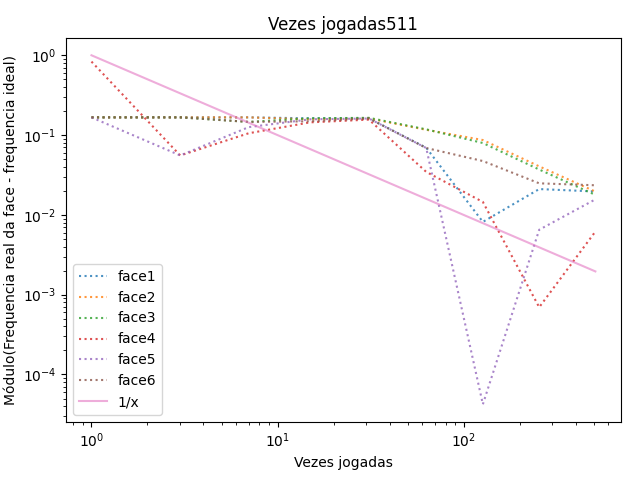 Vezes jogadas511
Módulo(Frequencia real da face - frequencia ideal)
10⁰
10⁻¹
10⁻²
10⁻³
10⁻⁴
face1
face2
face3
face4
face5
face6
1/x
10⁰ 10¹ 10²
Vezes jogadas